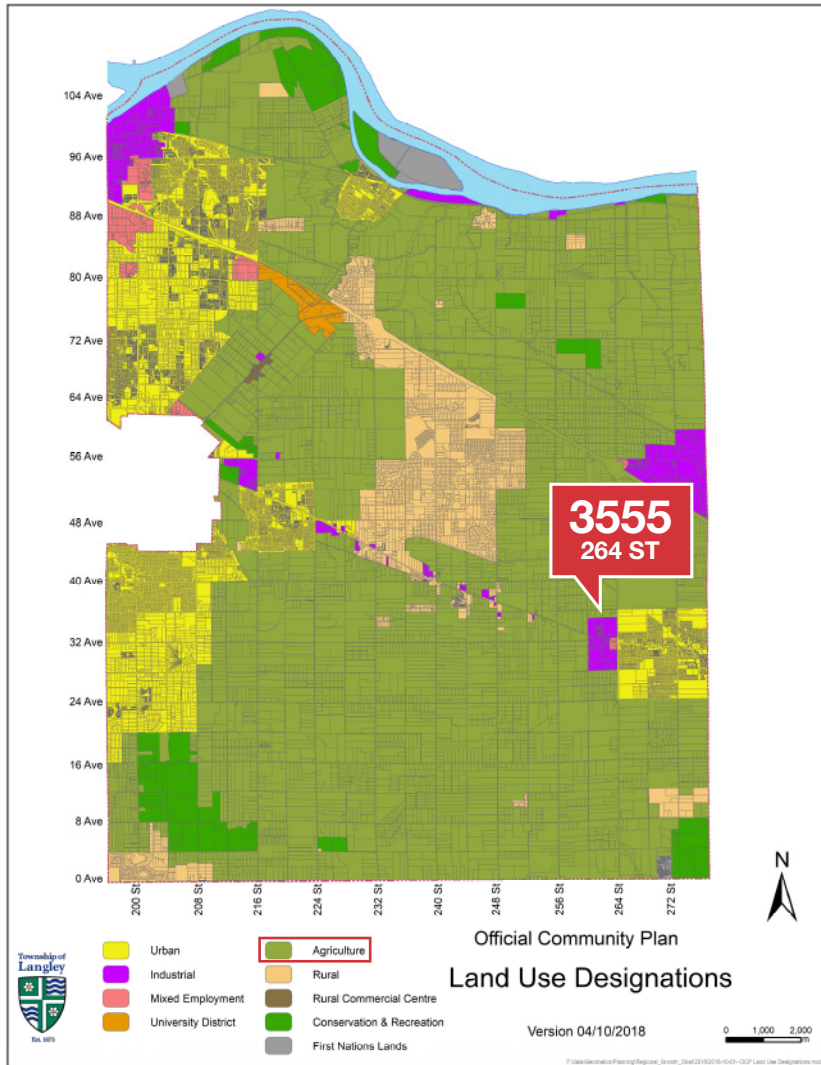 104 Ave
96 Ave
88 Ave
80 Ave
72 Ave
64 Ave
56 Ave
48 Ave
40 Ave
32 Ave
24 Ave
16 Ave
8 Ave
0 Ave
3555
264 ST
200 St
208 St
216 St
224 St
232 St
240 St
248 St
256 St
264 St
272 St
N
Township of
Langley
Est. 1873
Urban
Industrial
Mixed Employment
University District
Agriculture
Rural
Rural Commercial Centre
Conservation & Recreation
First Nations Lands
Official Community Plan
Land Use Designations
Version 04/10/2018
0 1,000 2,000
m